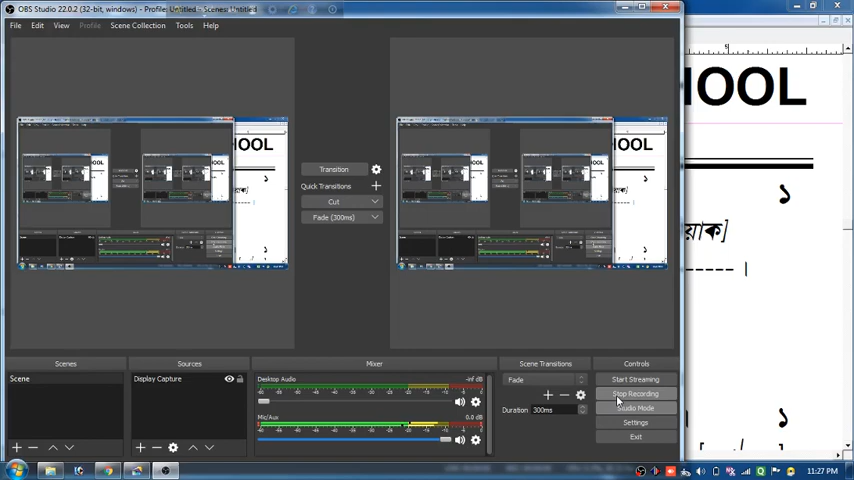 OBS Studio 22.0.2 (32-bit, windows) - Profile: Untitled - Scenes: Untitled
File Edit View Profile Scene Collection Tools Help
HOOL
১
-------- |
১
Transition
Quick Transitions
Cut
Fade (300ms)
Scenes Sources Mixer Scene Transitions Controls
Scene
Display Capture
Desktop Audio -inf dB
Mic/Aux 0.0 dB
Fade
Duration 300ms
Start Streaming
Stop Recording
Studio Mode
Settings
Exit
11:27 PM